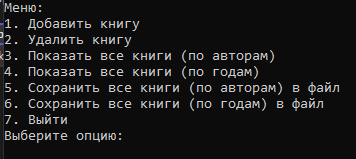 Меню:
1. Добавить книгу
2. Удалить книгу
3. Показать все книги (по авторам)
4. Показать все книги (по годам)
5. Сохранить все книги (по авторам) в файл
6. Сохранить все книги (по годам) в файл
7. Выйти
Выберите опцию: